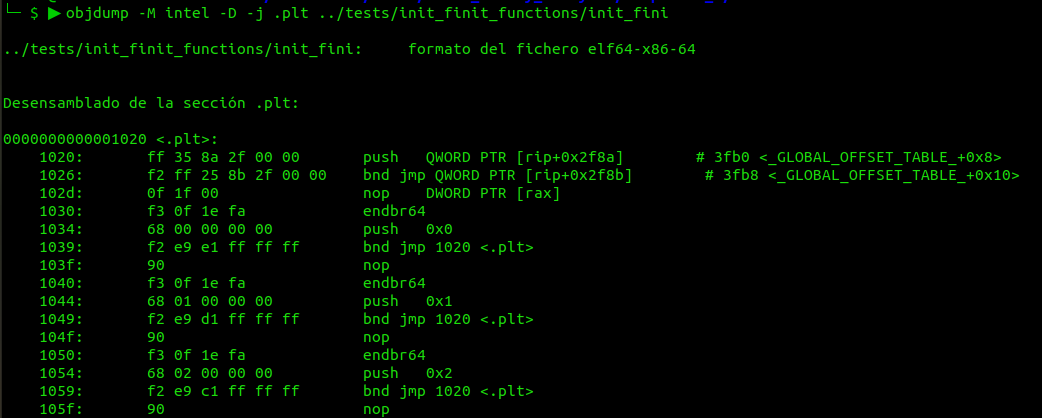 └─ $ ▶ objdump -M intel -D -j .plt ../tests/init_finit_functions/init_fini
../tests/init_finit_functions/init_fini:     formato del fichero elf64-x86-64
Desensamblado de la sección .plt:
0000000000001020 <.plt>:
    1020:	ff 35 8a 2f 00 00    	push   QWORD PTR [rip+0x2f8a]        # 3fb0 <_GLOBAL_OFFSET_TABLE_+0x8>
    1026:	f2 ff 25 8b 2f 00 00 	bnd jmp QWORD PTR [rip+0x2f8b]        # 3fb8 <_GLOBAL_OFFSET_TABLE_+0x10>
    102d:	0f 1f 00             	nop    DWORD PTR [rax]
    1030:	f3 0f 1e fa          	endbr64
    1034:	68 00 00 00 00       	push   0x0
    1039:	f2 e9 e1 ff ff ff    	bnd jmp 1020 <.plt>
    103f:	90                   	nop
    1040:	f3 0f 1e fa          	endbr64
    1044:	68 01 00 00 00       	push   0x1
    1049:	f2 e9 d1 ff ff ff    	bnd jmp 1020 <.plt>
    104f:	90                   	nop
    1050:	f3 0f 1e fa          	endbr64
    1054:	68 02 00 00 00       	push   0x2
    1059:	f2 e9 c1 ff ff ff    	bnd jmp 1020 <.plt>
    105f:	90                   	nop